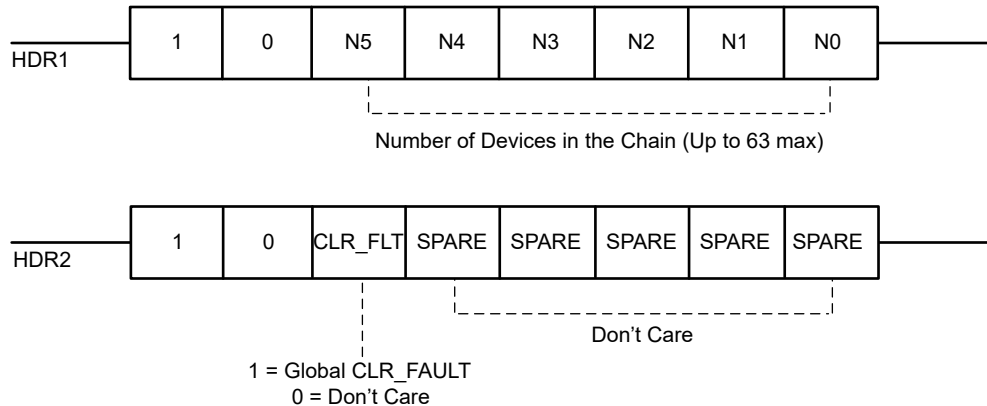 HDR1
1 0 N5 N4 N3 N2 N1 N0
Number of Devices in the Chain (Up to 63 max)
HDR2
1 0 CLR_FLT SPARE SPARE SPARE SPARE SPARE
Don’t Care
1 = Global CLR_FAULT
0 = Don’t Care